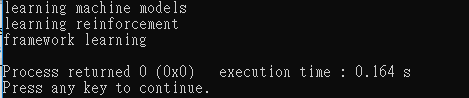 learning machine models
learning reinforcement
framework learning
Process returned 0 (0x0)   execution time : 0.164 s
Press any key to continue.